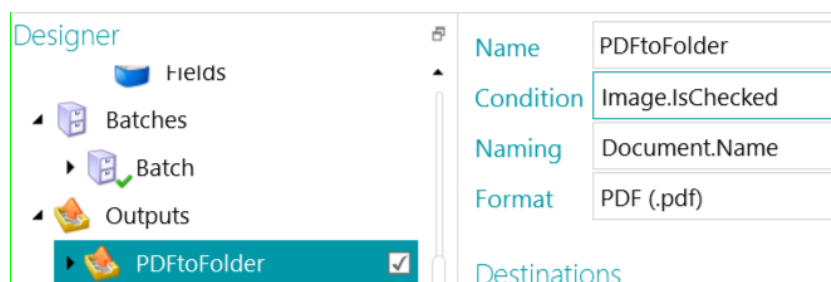 Designer
Fields
Batches
Batch
Outputs
PDFtoFolder
Name PDFtoFolder
Condition Image.IsChecked
Naming Document.Name
Format PDF (.pdf)
Destinations